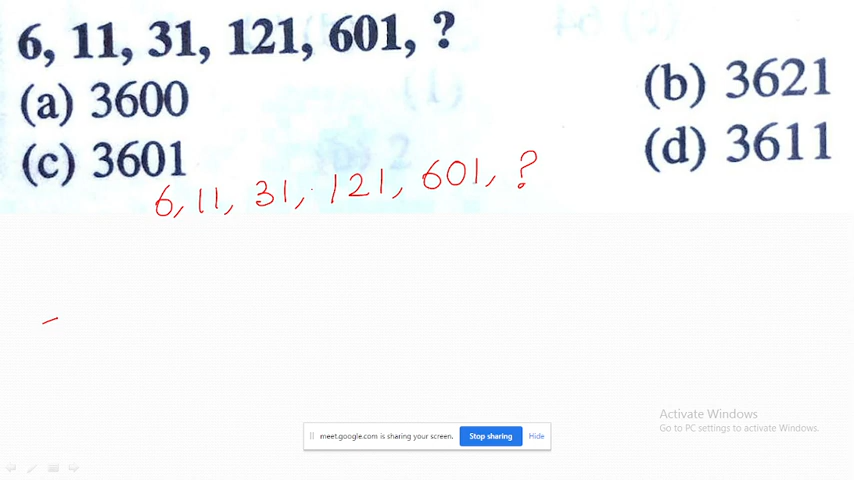 6, 11, 31, 121, 601, ?
(a) 3600 (b) 3621
(c) 3601 (d) 3611
6, 11, 31, 121, 601, ?
Activate Windows
Go to PC settings to activate Windows.
meet.google.com is sharing your screen. Stop sharing Hide